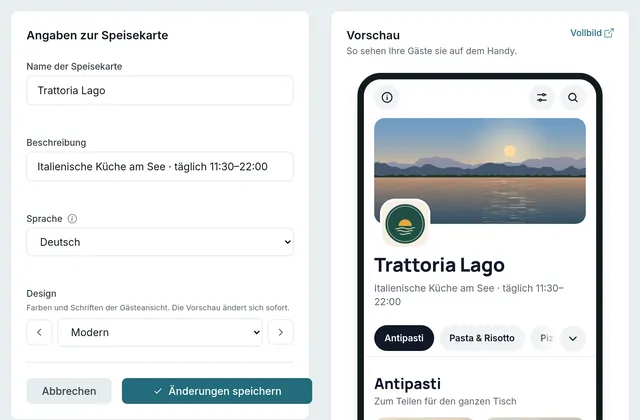 Angaben zur Speisekarte
Name der Speisekarte
Trattoria Lago
Beschreibung
Italienische Küche am See · täglich 11:30–22:00
Sprache
Deutsch
Design
Farben und Schriften der Gästeansicht. Die Vorschau ändert sich sofort.
Modern
Abbrechen
Änderungen speichern
Vorschau
Vollbild
So sehen Ihre Gäste sie auf dem Handy.
Trattoria Lago
Italienische Küche am See · täglich 11:30–
22:00
Antipasti
Pasta & Risotto
Piz
Antipasti
Zum Teilen für den ganzen Tisch